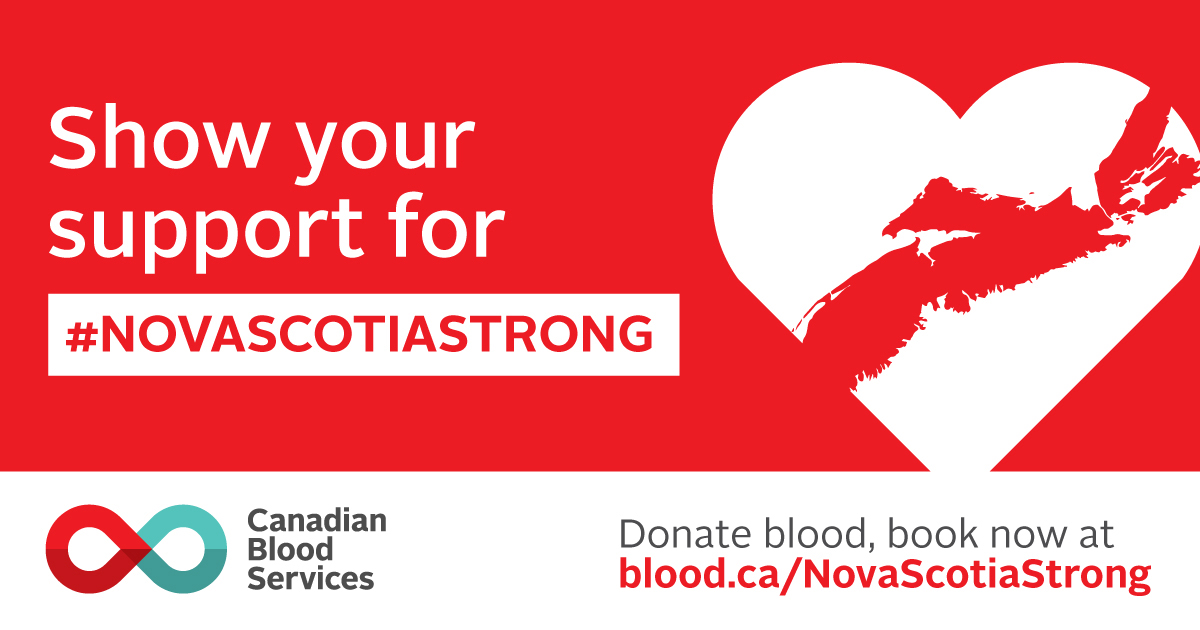 Show your
support for
#NOVASCOTIASTRONG
Canadian
Blood
Services
Donate blood, book now at
blood.ca/NovaScotiaStrong